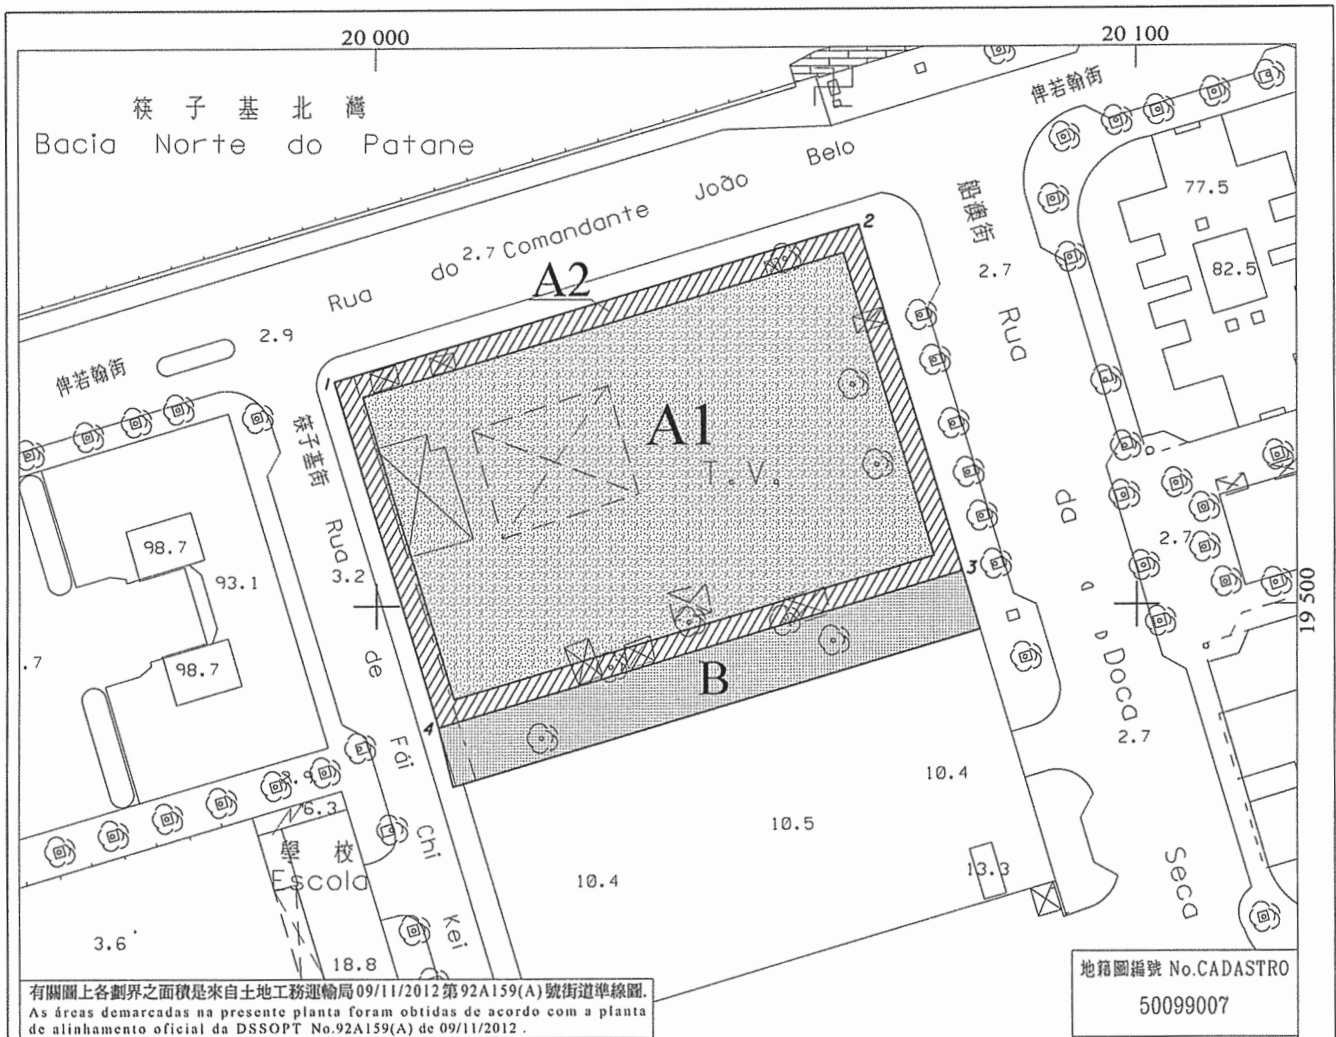 20 000
20 100
筷子基北灣
Bacia Norte do Patane
俾若翰街
Rua do Comandante João Belo
2.7
2.9
船澳街
2.7
77.5
82.5
A2
1
2
俾若翰街
筷子基街
A1
T.V.
Rua da Doca Seca
2.7
19 500
98.7
93.1
3.2
3
.7
98.7
B
4
Rua de Fái Chi Kei
2.7
3.9
6.3
學校
Escola
10.4
10.5
10.4
13.3
3.6
18.8
有關圖上各劃界之面積是來自土地工務運輸局09/11/2012第92A159(A)號街道準線圖.
As áreas demarcadas na presente planta foram obtidas de acordo com a planta
de alinhamento oficial da DSSOPT No.92A159(A) de 09/11/2012 .
地籍圖編號 No.CADASTRO
50099007